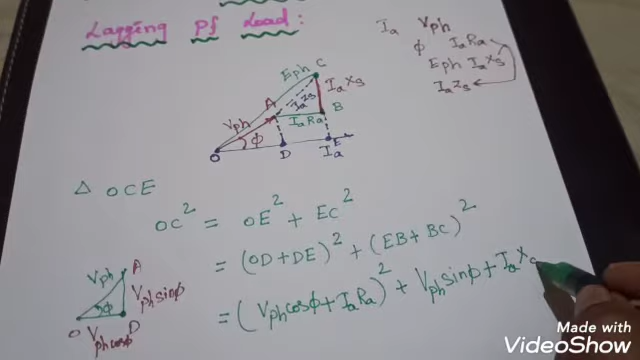 Lagging Pf Load:
Ia Vph
φ IaRa
Eph IaXs
IaZs
Eph C
IaXs
A
IaZs
Vph
B
IaRa
φ
O D E
Ia
Δ OCE
OC² = OE² + EC²
= (OD+DE)² + (EB+BC)²
= (Vph cosφ + IaRa)² + Vph sinφ + IaXs
Vph A
Vph sinφ
φ
O D
Vph cosφ
Made with
VideoShow